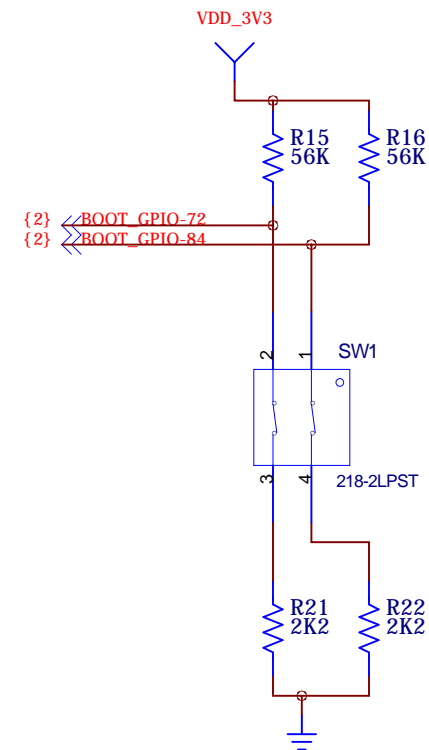 VDD_3V3
R15
56K
R16
56K
{2} BOOT_GPIO-72
{2} BOOT_GPIO-84
2
1
SW1
3
4
218-2LPST
R21
2K2
R22
2K2